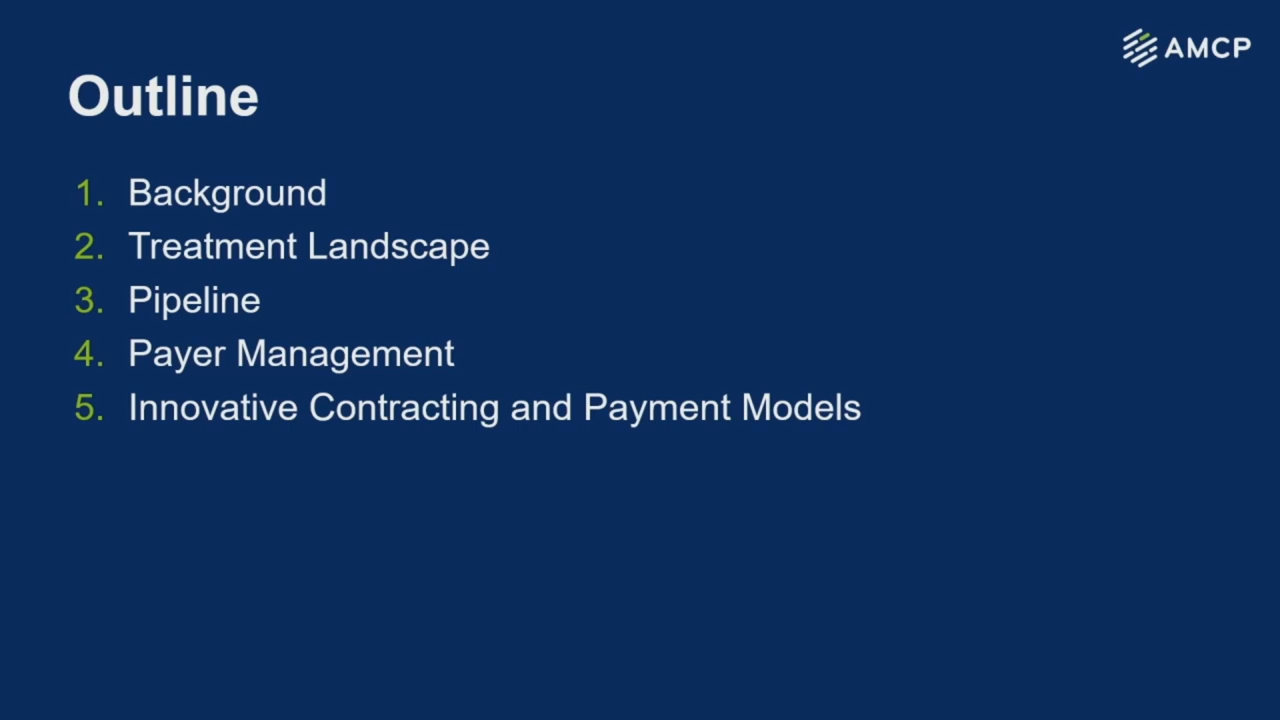 AMCP
Outline
1. Background
2. Treatment Landscape
3. Pipeline
4. Payer Management
5. Innovative Contracting and Payment Models